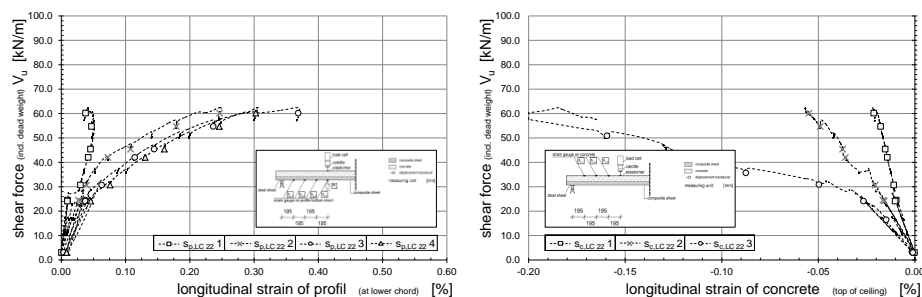 shear force (incl. dead weight) Vu [kN/m]
100.0
90.0
80.0
70.0
60.0
50.0
40.0
30.0
20.0
10.0
0.0
load cell
calotte
elastomer
composite sheet
concrete
displacement transducer
measuring unit [mm]
steel sheet
composite sheet
strain gauge on profile bottom chord
195 195
195 195
sp,LC 22 1 sp,LC 22 2 sp,LC 22 3 sp,LC 22 4
0.00 0.10 0.20 0.30 0.40 0.50 0.60
longitudinal strain of profil (at lower chord) [%]
shear force (incl. dead weight) Vu [kN/m]
100.0
90.0
80.0
70.0
60.0
50.0
40.0
30.0
20.0
10.0
0.0
strain gauge on concrete
load cell
calotte
elastomer
composite sheet
concrete
displacement transducer
measuring unit [mm]
steel sheet
composite sheet
195 195
195 195
sc,LC 22 1 sc,LC 22 2 sc,LC 22 3
-0.20 -0.15 -0.10 -0.05 0.00
longitudinal strain of concrete (top of ceiling) [%]